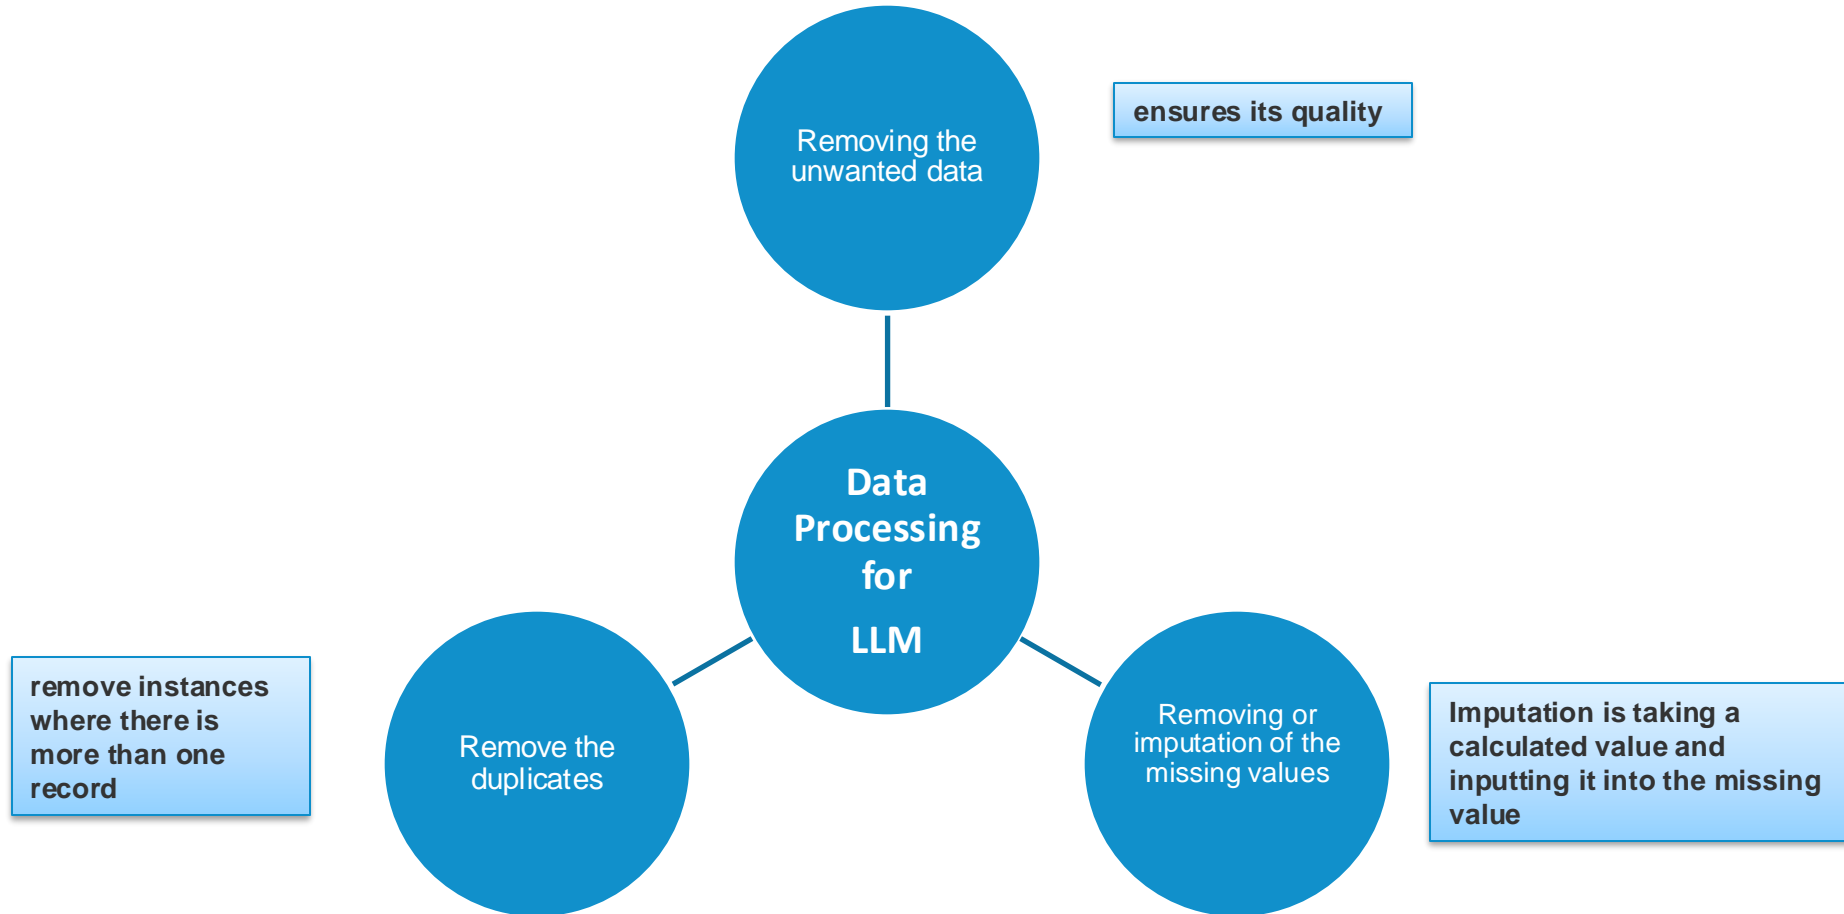 Removing the
unwanted data
ensures its quality
Data
Processing
for
LLM
remove instances
where there is
more than one
record
Remove the
duplicates
Removing or
imputation of the
missing values
Imputation is taking a
calculated value and
inputting it into the missing
value